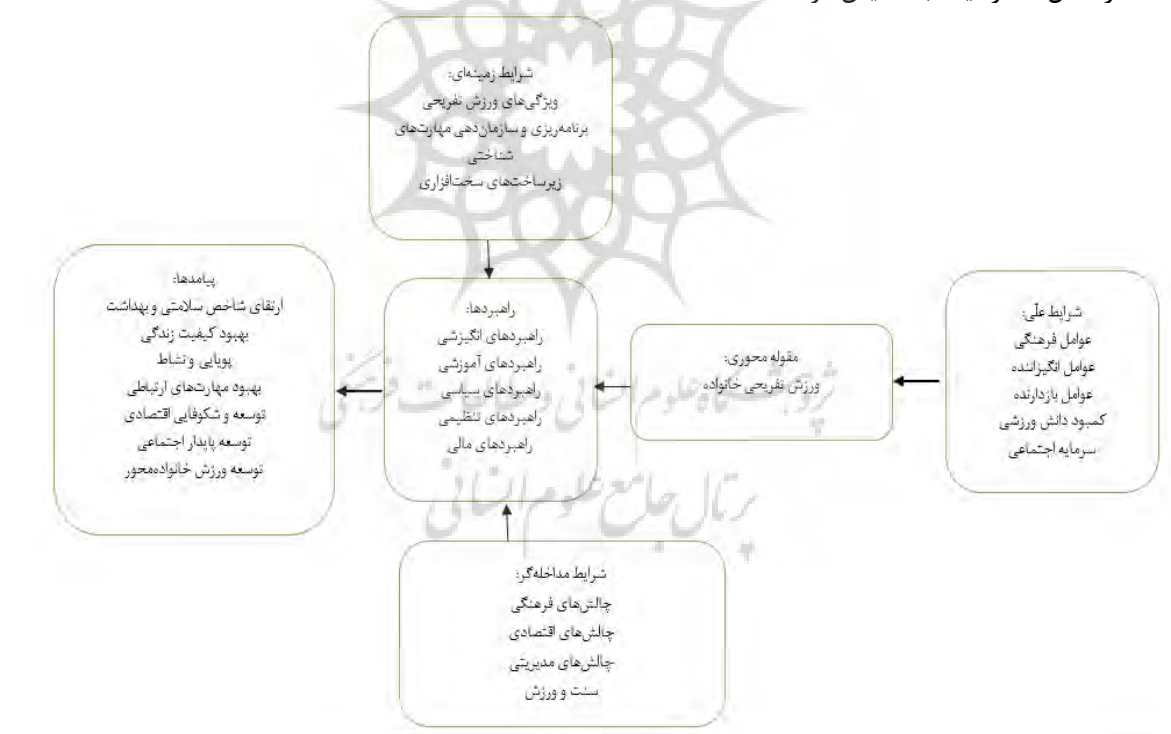 شرایط زمینه‌ای:
ویژگی‌های ورزش تفریحی
برنامه‌ریزی و سازمان‌دهی مهارت‌های
شناختی
زیرساخت‌های سخت‌افزاری
شرایط علّی:
عوامل فرهنگی
عوامل انگیزاننده
عوامل بازدارنده
کمبود دانش ورزشی
سرمایه اجتماعی
مقوله محوری:
ورزش تفریحی خانواده
راهبردها:
راهبردهای انگیزشی
راهبردهای آموزشی
راهبردهای سیاسی
راهبردهای تنظیمی
راهبردهای مالی
پیامدها:
ارتقای شاخص سلامتی و بهداشت
بهبود کیفیت زندگی
پویایی و نشاط
بهبود مهارت‌های ارتباطی
توسعه و شکوفایی اقتصادی
توسعه پایدار اجتماعی
توسعه ورزش خانواده‌محور
شرایط مداخله‌گر:
چالش‌های فرهنگی
چالش‌های اقتصادی
چالش‌های مدیریتی
سنت و ورزش
پرتال جامع علوم انسانی